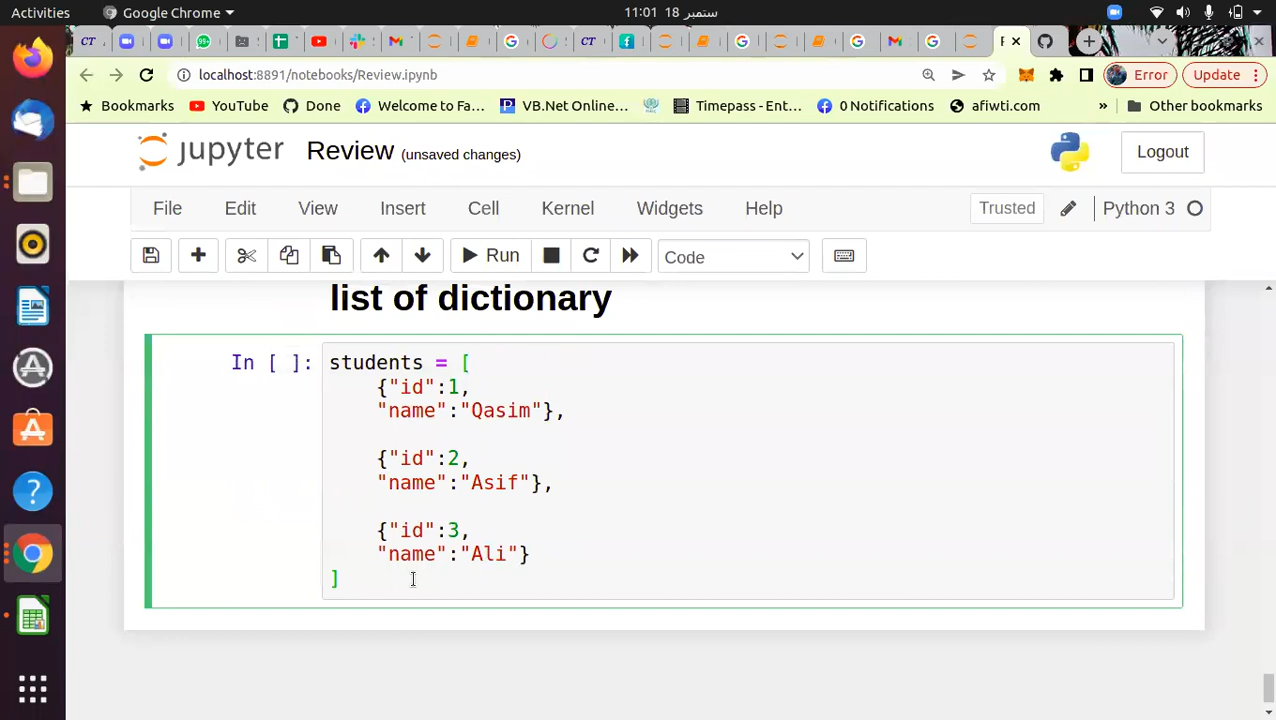 Activities
Google Chrome
11:01 18 ستمبر
CT
CT
F
localhost:8891/notebooks/Review.ipynb
Error
Update
Bookmarks
YouTube
Done
Welcome to Fa...
VB.Net Online...
Timepass - Ent...
0 Notifications
afiwti.com
»
Other bookmarks
jupyter
Review (unsaved changes)
Logout
File
Edit
View
Insert
Cell
Kernel
Widgets
Help
Trusted
Python 3
Run
Code
list of dictionary
In [ ]:
students = [
{"id":1,
"name":"Qasim"},
{"id":2,
"name":"Asif"},
{"id":3,
"name":"Ali"}
]